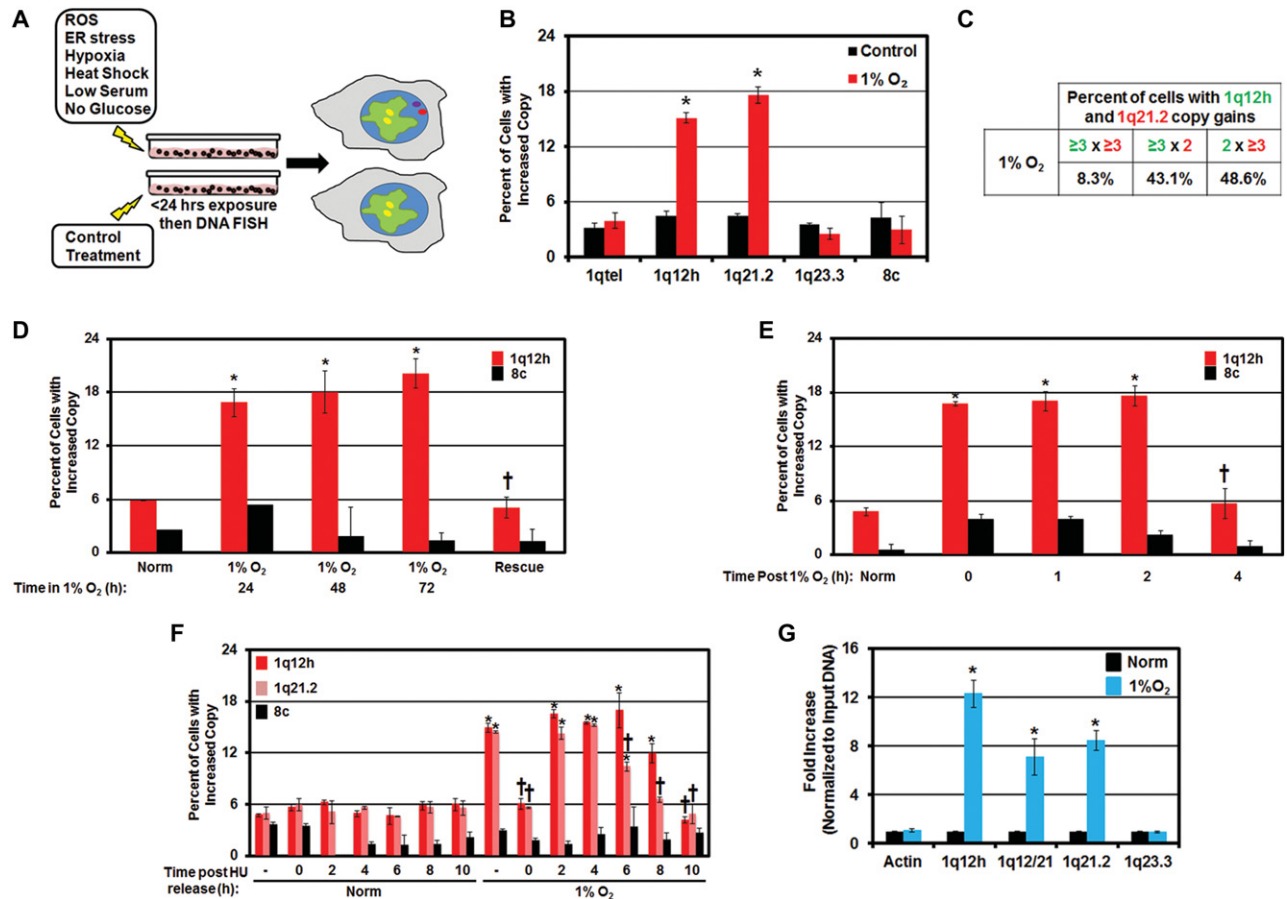 A
ROS
ER stress
Hypoxia
Heat Shock
Low Serum
No Glucose
<24 hrs exposure
then DNA FISH
Control
Treatment
B
Percent of Cells with
Increased Copy
24
18
12
6
0
Control
1% O₂
*
*
1qtel
1q12h
1q21.2
1q23.3
8c
C
Percent of cells with 1q12h
and 1q21.2 copy gains
1% O₂
≥3 x ≥3
≥3 x 2
2 x ≥3
8.3%
43.1%
48.6%
D
Percent of Cells with
Increased Copy
24
18
12
6
0
1q12h
8c
*
*
*
†
Norm
1% O₂
1% O₂
1% O₂
Rescue
Time in 1% O₂ (h):
24
48
72
E
Percent of Cells with
Increased Copy
24
18
12
6
0
1q12h
8c
*
*
*
†
Time Post 1% O₂ (h):
Norm
0
1
2
4
F
Percent of Cells with
Increased Copy
24
18
12
6
0
1q12h
1q21.2
8c
* *
† †
* *
* *
* † *
* †
† †
Time post HU
release (h):
- 0 2 4 6 8 10
- 0 2 4 6 8 10
Norm
1% O₂
G
Fold Increase
(Normalized to Input DNA)
16
12
8
4
0
Norm
1%O₂
*
*
*
Actin
1q12h
1q12/21
1q21.2
1q23.3